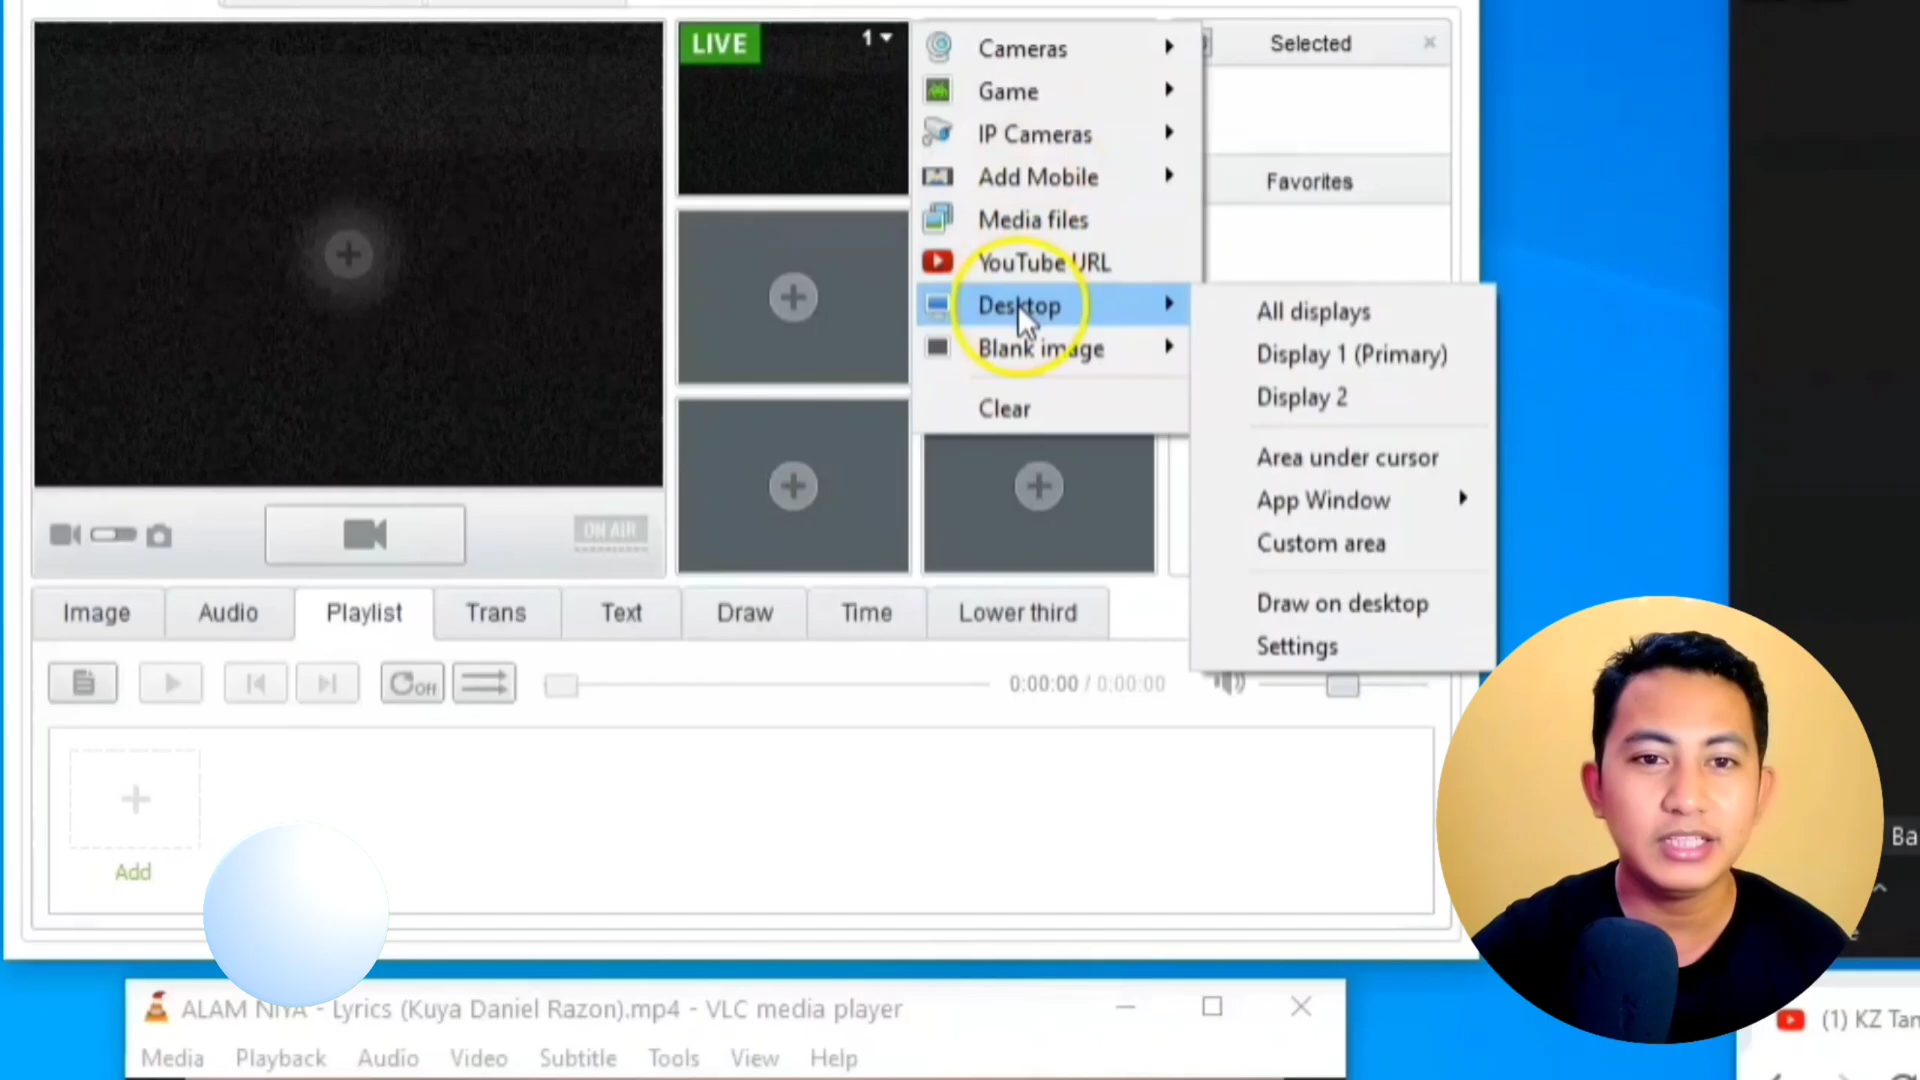 LIVE
1
Cameras
Game
IP Cameras
Add Mobile
Media files
YouTube URL
Desktop
Blank image
Clear
Selected
Favorites
All displays
Display 1 (Primary)
Display 2
Area under cursor
App Window
Custom area
Draw on desktop
Settings
ON AIR
Image
Audio
Playlist
Trans
Text
Draw
Time
Lower third
Off
0:00:00 / 0:00:00
Add
ALAM NIYA - Lyrics (Kuya Daniel Razon).mp4 - VLC media player
Media Playback Audio Video Subtitle Tools View Help
Ba
(1) KZ Tan